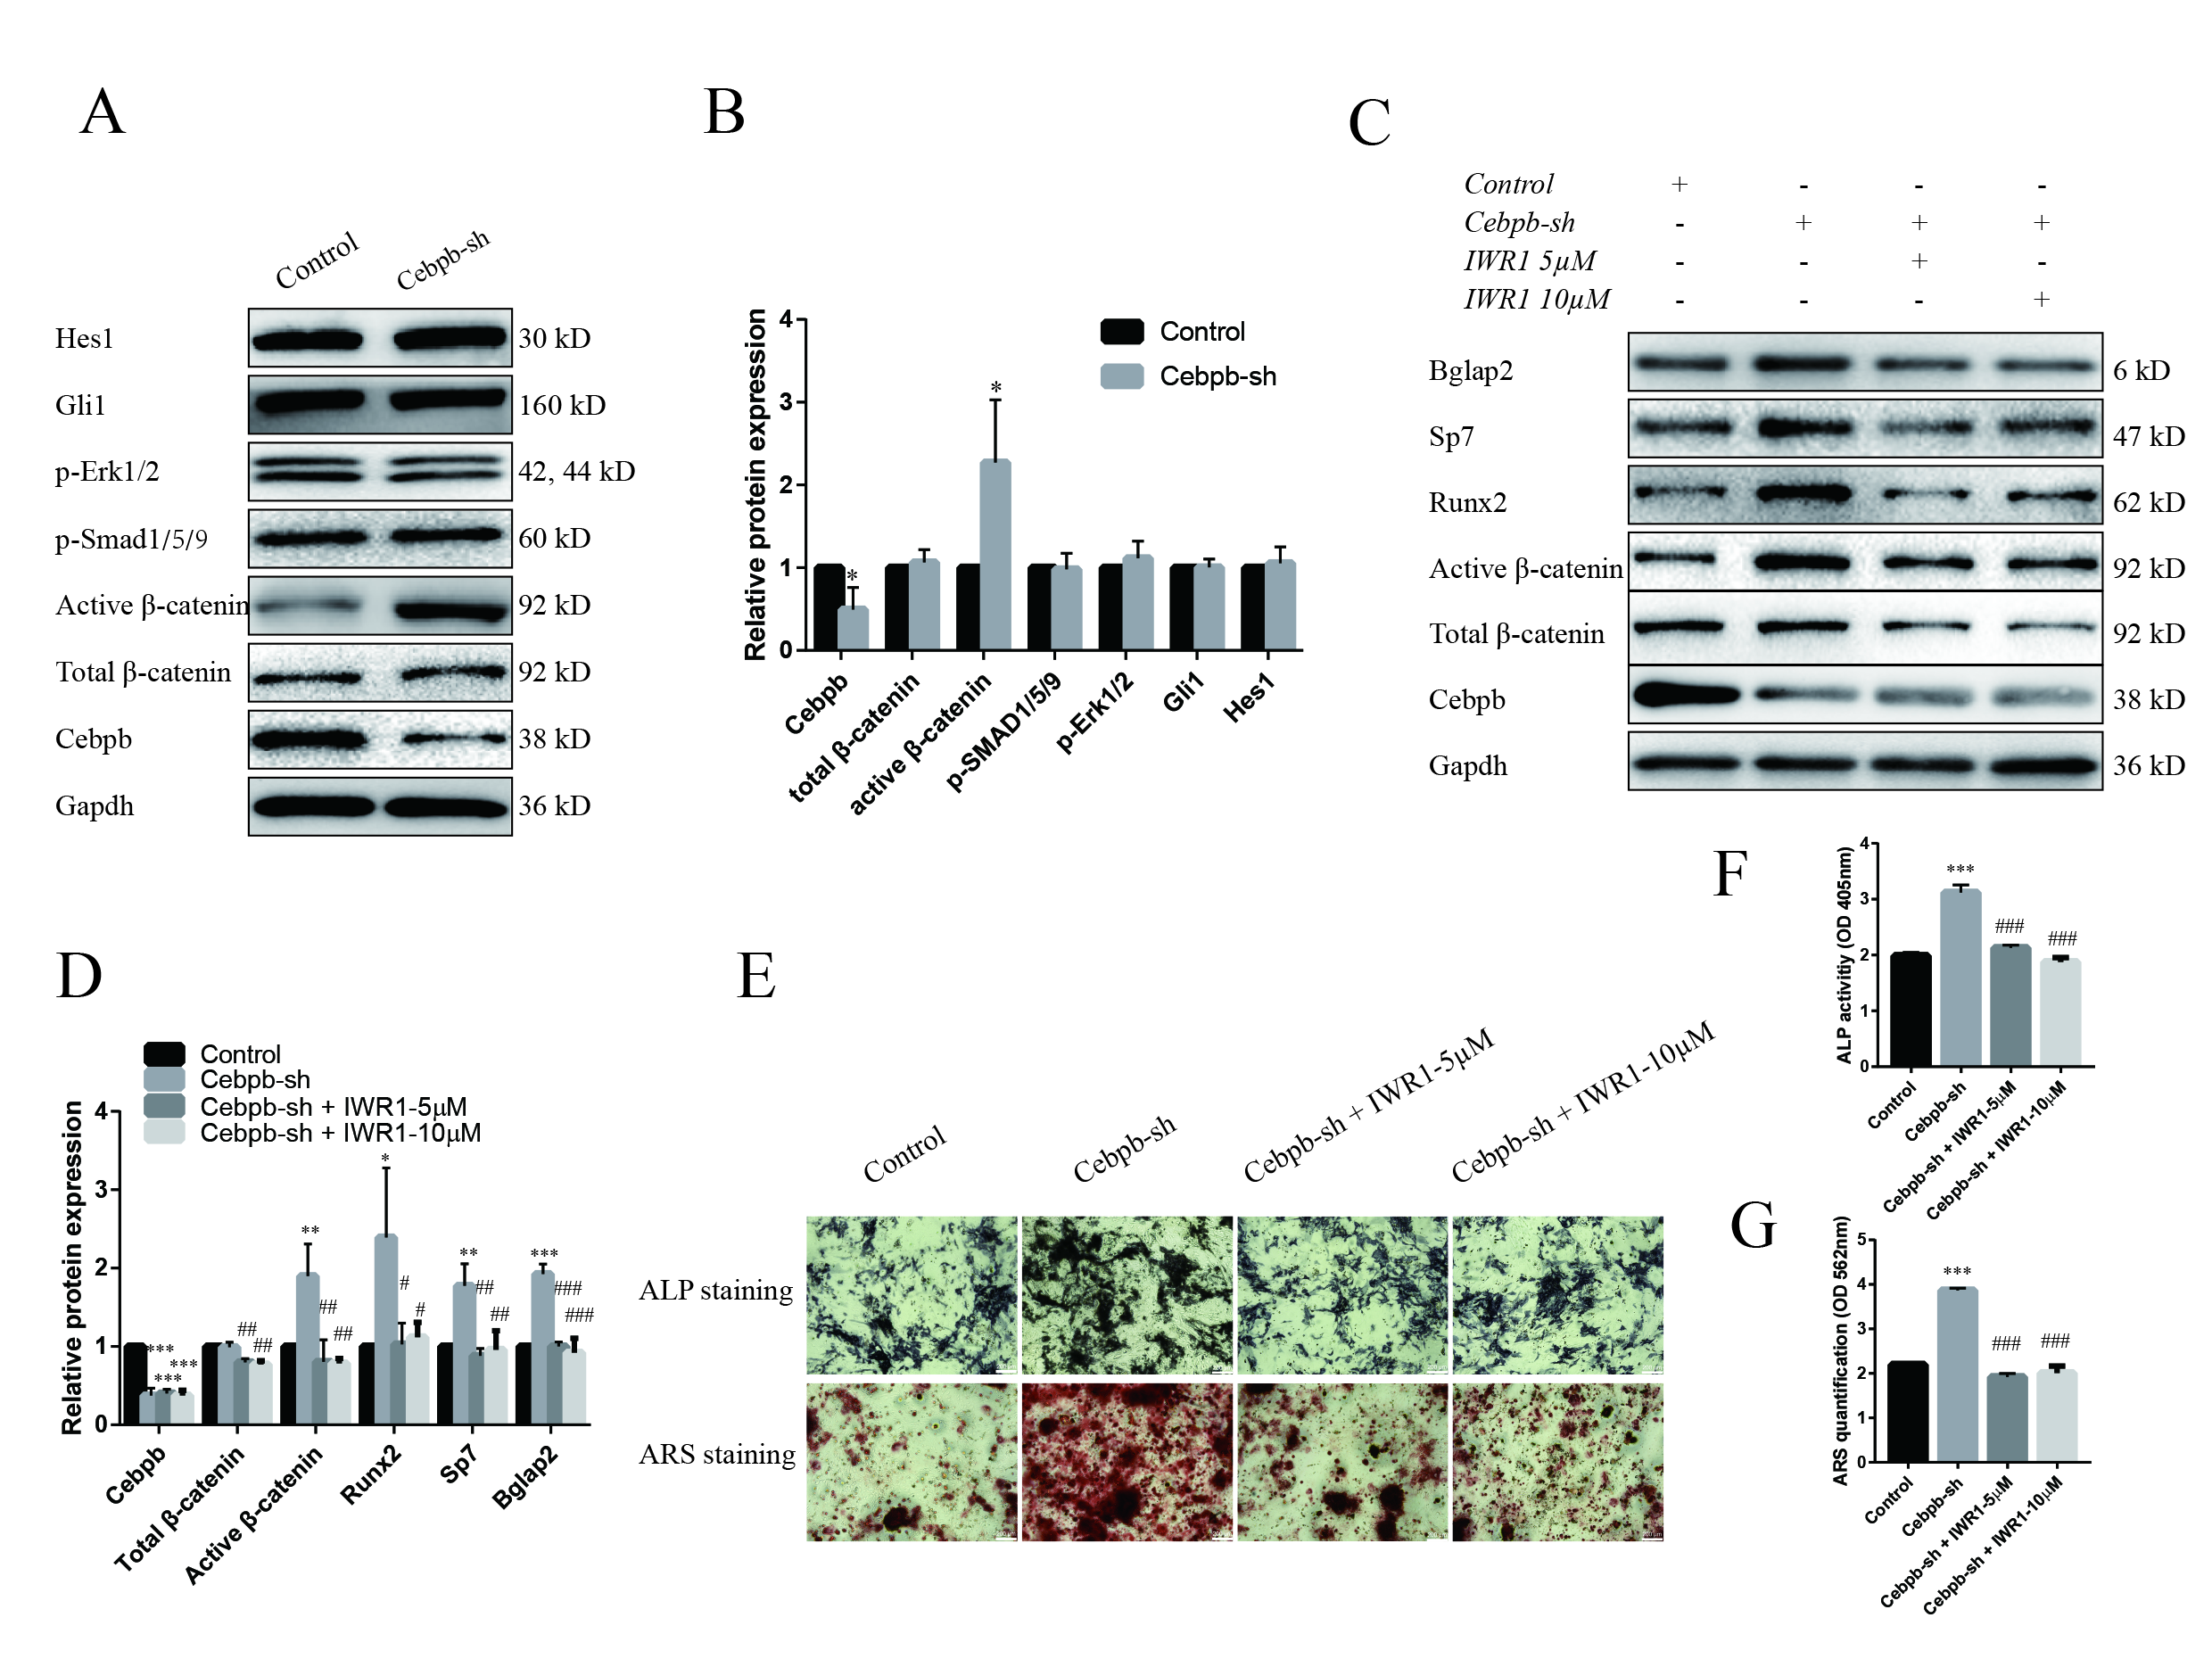 A
Control
Cebpb-sh
Hes1
30 kD
Gli1
160 kD
p-Erk1/2
42, 44 kD
p-Smad1/5/9
60 kD
Active β-catenin
92 kD
Total β-catenin
92 kD
Cebpb
38 kD
Gapdh
36 kD
B
Relative protein expression
4
3
2
1
0
Control
Cebpb-sh
*
*
Cebpb
total β-catenin
active β-catenin
p-SMAD1/5/9
p-Erk1/2
Gli1
Hes1
C
Control + - - -
Cebpb-sh - + + +
IWR1 5μM - - + -
IWR1 10μM - - - +
Bglap2
6 kD
Sp7
47 kD
Runx2
62 kD
Active β-catenin
92 kD
Total β-catenin
92 kD
Cebpb
38 kD
Gapdh
36 kD
D
Control
Cebpb-sh
Cebpb-sh + IWR1-5μM
Cebpb-sh + IWR1-10μM
Relative protein expression
4
3
2
1
0
***
***
***
##
##
**
##
##
*
#
#
**
##
##
***
###
###
Cebpb
Total β-catenin
Active β-catenin
Runx2
Sp7
Bglap2
E
Control
Cebpb-sh
Cebpb-sh + IWR1-5μM
Cebpb-sh + IWR1-10μM
ALP staining
ARS staining
F
ALP activitiy (OD 405nm)
4
3
2
1
0
***
###
###
Control
Cebpb-sh
Cebpb-sh + IWR1-5μM
Cebpb-sh + IWR1-10μM
G
ARS quantification (OD 562nm)
5
4
3
2
1
0
***
###
###
Control
Cebpb-sh
Cebpb-sh + IWR1-5μM
Cebpb-sh + IWR1-10μM